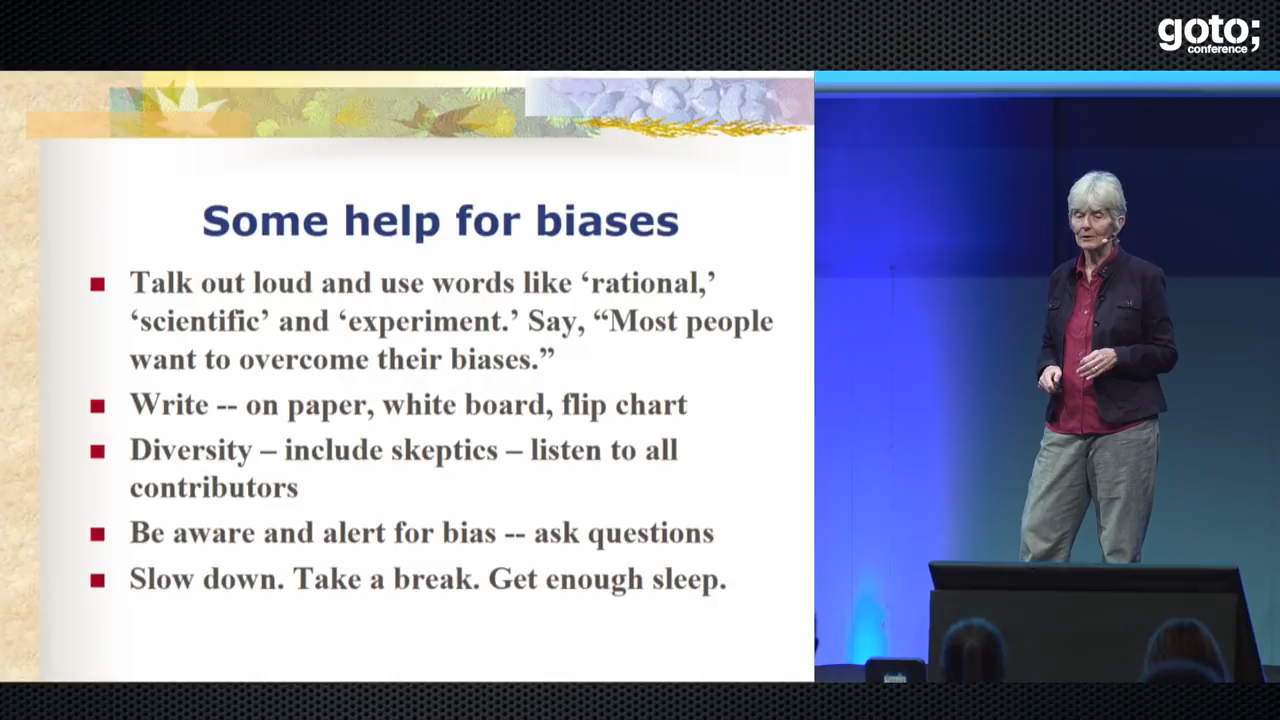 goto;
conference
Some help for biases
Talk out loud and use words like ‘rational,’
‘scientific’ and ‘experiment.’ Say, “Most people
want to overcome their biases.”
Write -- on paper, white board, flip chart
Diversity – include skeptics – listen to all
contributors
Be aware and alert for bias -- ask questions
Slow down. Take a break. Get enough sleep.